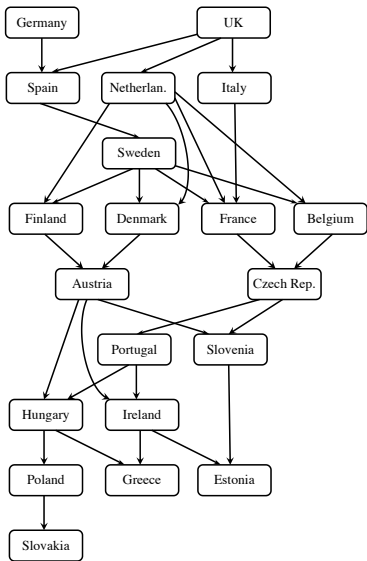 Germany
UK
Spain
Netherlan.
Italy
Sweden
Finland
Denmark
France
Belgium
Austria
Czech Rep.
Portugal
Slovenia
Hungary
Ireland
Poland
Greece
Estonia
Slovakia